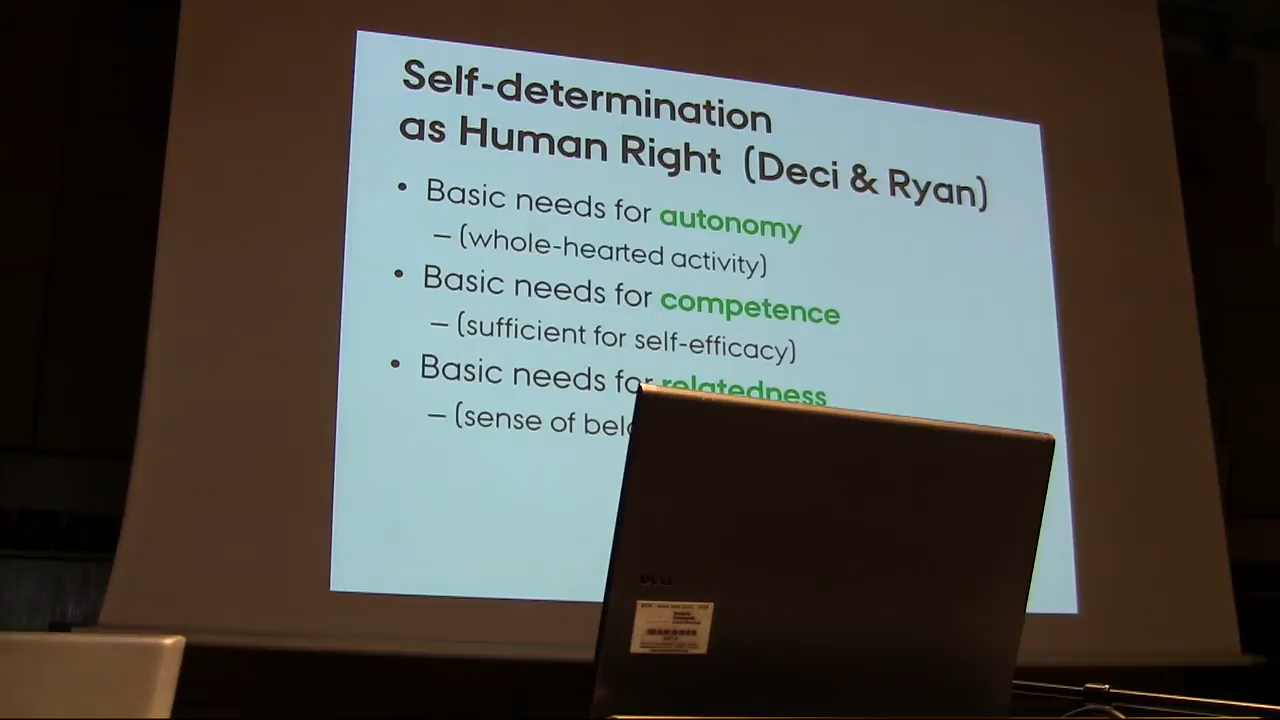 Self-determination
as Human Right (Deci & Ryan)
• Basic needs for autonomy
– (whole-hearted activity)
• Basic needs for competence
– (sufficient for self-efficacy)
• Basic needs for relatedness
– (sense of
DELL